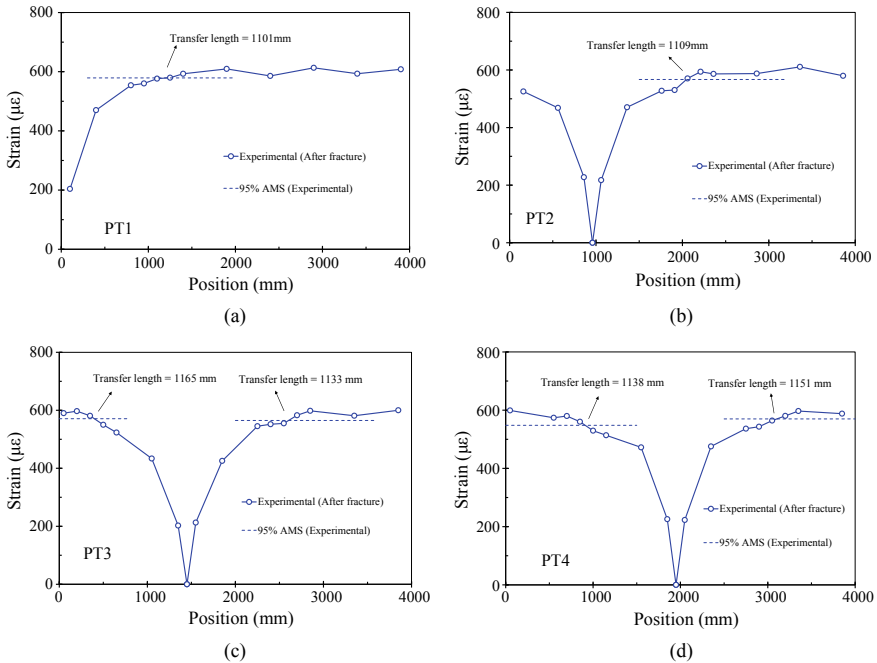 800
600
400
200
0
Strain (με)
Transfer length = 1101mm
Experimental (After fracture)
95% AMS (Experimental)
PT1
0
1000
2000
3000
4000
Position (mm)
(a)
800
600
400
200
0
Strain (με)
Transfer length = 1109mm
Experimental (After fracture)
95% AMS (Experimental)
PT2
0
1000
2000
3000
4000
Position (mm)
(b)
800
600
400
200
0
Strain (με)
Transfer length = 1165 mm
Transfer length = 1133 mm
Experimental (After fracture)
95% AMS (Experimental)
PT3
0
1000
2000
3000
4000
Position (mm)
(c)
800
600
400
200
0
Strain (με)
Transfer length = 1138 mm
Transfer length = 1151 mm
Experimental (After fracture)
95% AMS (Experimental)
PT4
0
1000
2000
3000
4000
Position (mm)
(d)